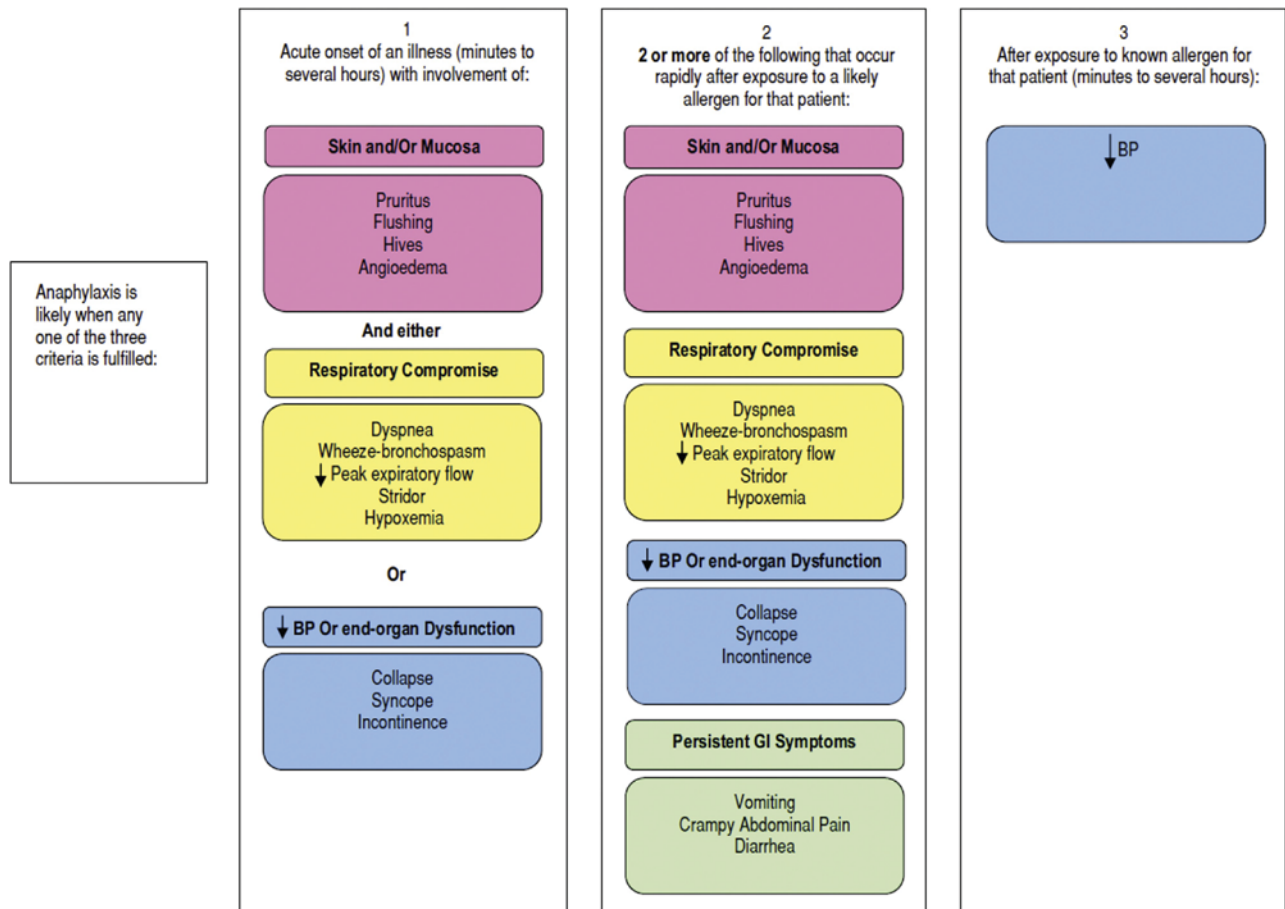 Anaphylaxis is
likely when any
one of the three
criteria is fulfilled:
1
Acute onset of an illness (minutes to
several hours) with involvement of:
Skin and/Or Mucosa
Pruritus
Flushing
Hives
Angioedema
And either
Respiratory Compromise
Dyspnea
Wheeze-bronchospasm
↓ Peak expiratory flow
Stridor
Hypoxemia
Or
↓ BP Or end-organ Dysfunction
Collapse
Syncope
Incontinence
2
2 or more of the following that occur
rapidly after exposure to a likely
allergen for that patient:
Skin and/Or Mucosa
Pruritus
Flushing
Hives
Angioedema
Respiratory Compromise
Dyspnea
Wheeze-bronchospasm
↓ Peak expiratory flow
Stridor
Hypoxemia
↓ BP Or end-organ Dysfunction
Collapse
Syncope
Incontinence
Persistent GI Symptoms
Vomiting
Crampy Abdominal Pain
Diarrhea
3
After exposure to known allergen for
that patient (minutes to several hours):
↓ BP